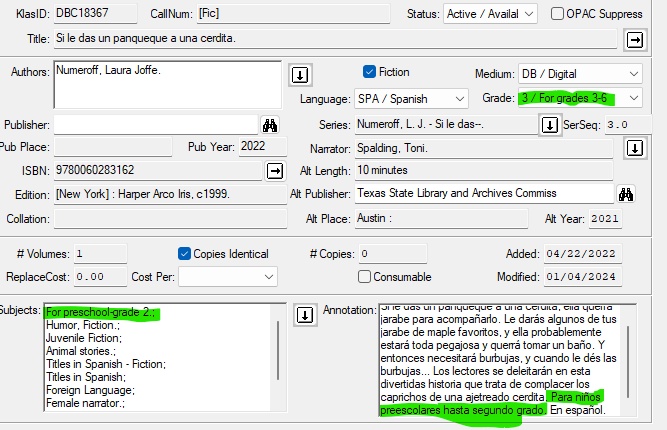 KlasID: DBC18367 CallNum: [Fic] Status: Active / Availal OPAC Suppress
Title: Si le das un panqueque a una cerdita.
Authors: Numeroff, Laura Joffe. Fiction Medium: DB / Digital
Language: SPA / Spanish Grade: 3 / For grades 3-6
Publisher: Series: Numeroff, L. J. - Si le das--. SerSeq: 3.0
Pub Place: Pub Year: 2022 Narrator: Spalding, Toni.
ISBN: 9780060283162 Alt Length: 10 minutes
Edition: [New York] : Harper Arco Iris, c1999. Alt Publisher: Texas State Library and Archives Commiss
Collation: Alt Place: Austin : Alt Year: 2021
# Volumes: 1 Copies Identical # Copies: 0 Added: 04/22/2022
ReplaceCost: 0.00 Cost Per: Consumable Modified: 01/04/2024
Subjects: Annotation:
For preschool-grade 2.;
Humor, Fiction.;
Juvenile Fiction;
Animal stories.;
Titles in Spanish - Fiction;
Titles in Spanish;
Foreign Language;
Female narrator.;
Si le das un panqueque a una cerdita, ella querrá
jarabe para acompañarlo. Le darás algunos de tus
jarabe de maple favoritos, y ella probablemente
estará toda pegajosa y querrá tomar un baño. Y
entonces necesitará burbujas, y cuando le dés las
burbujas... Los lectores se deleitarán en esta
divertidas historia que trata de complacer los
caprichos de una ajetreado cerdita. Para niños
preescolares hasta segundo grado. En español.